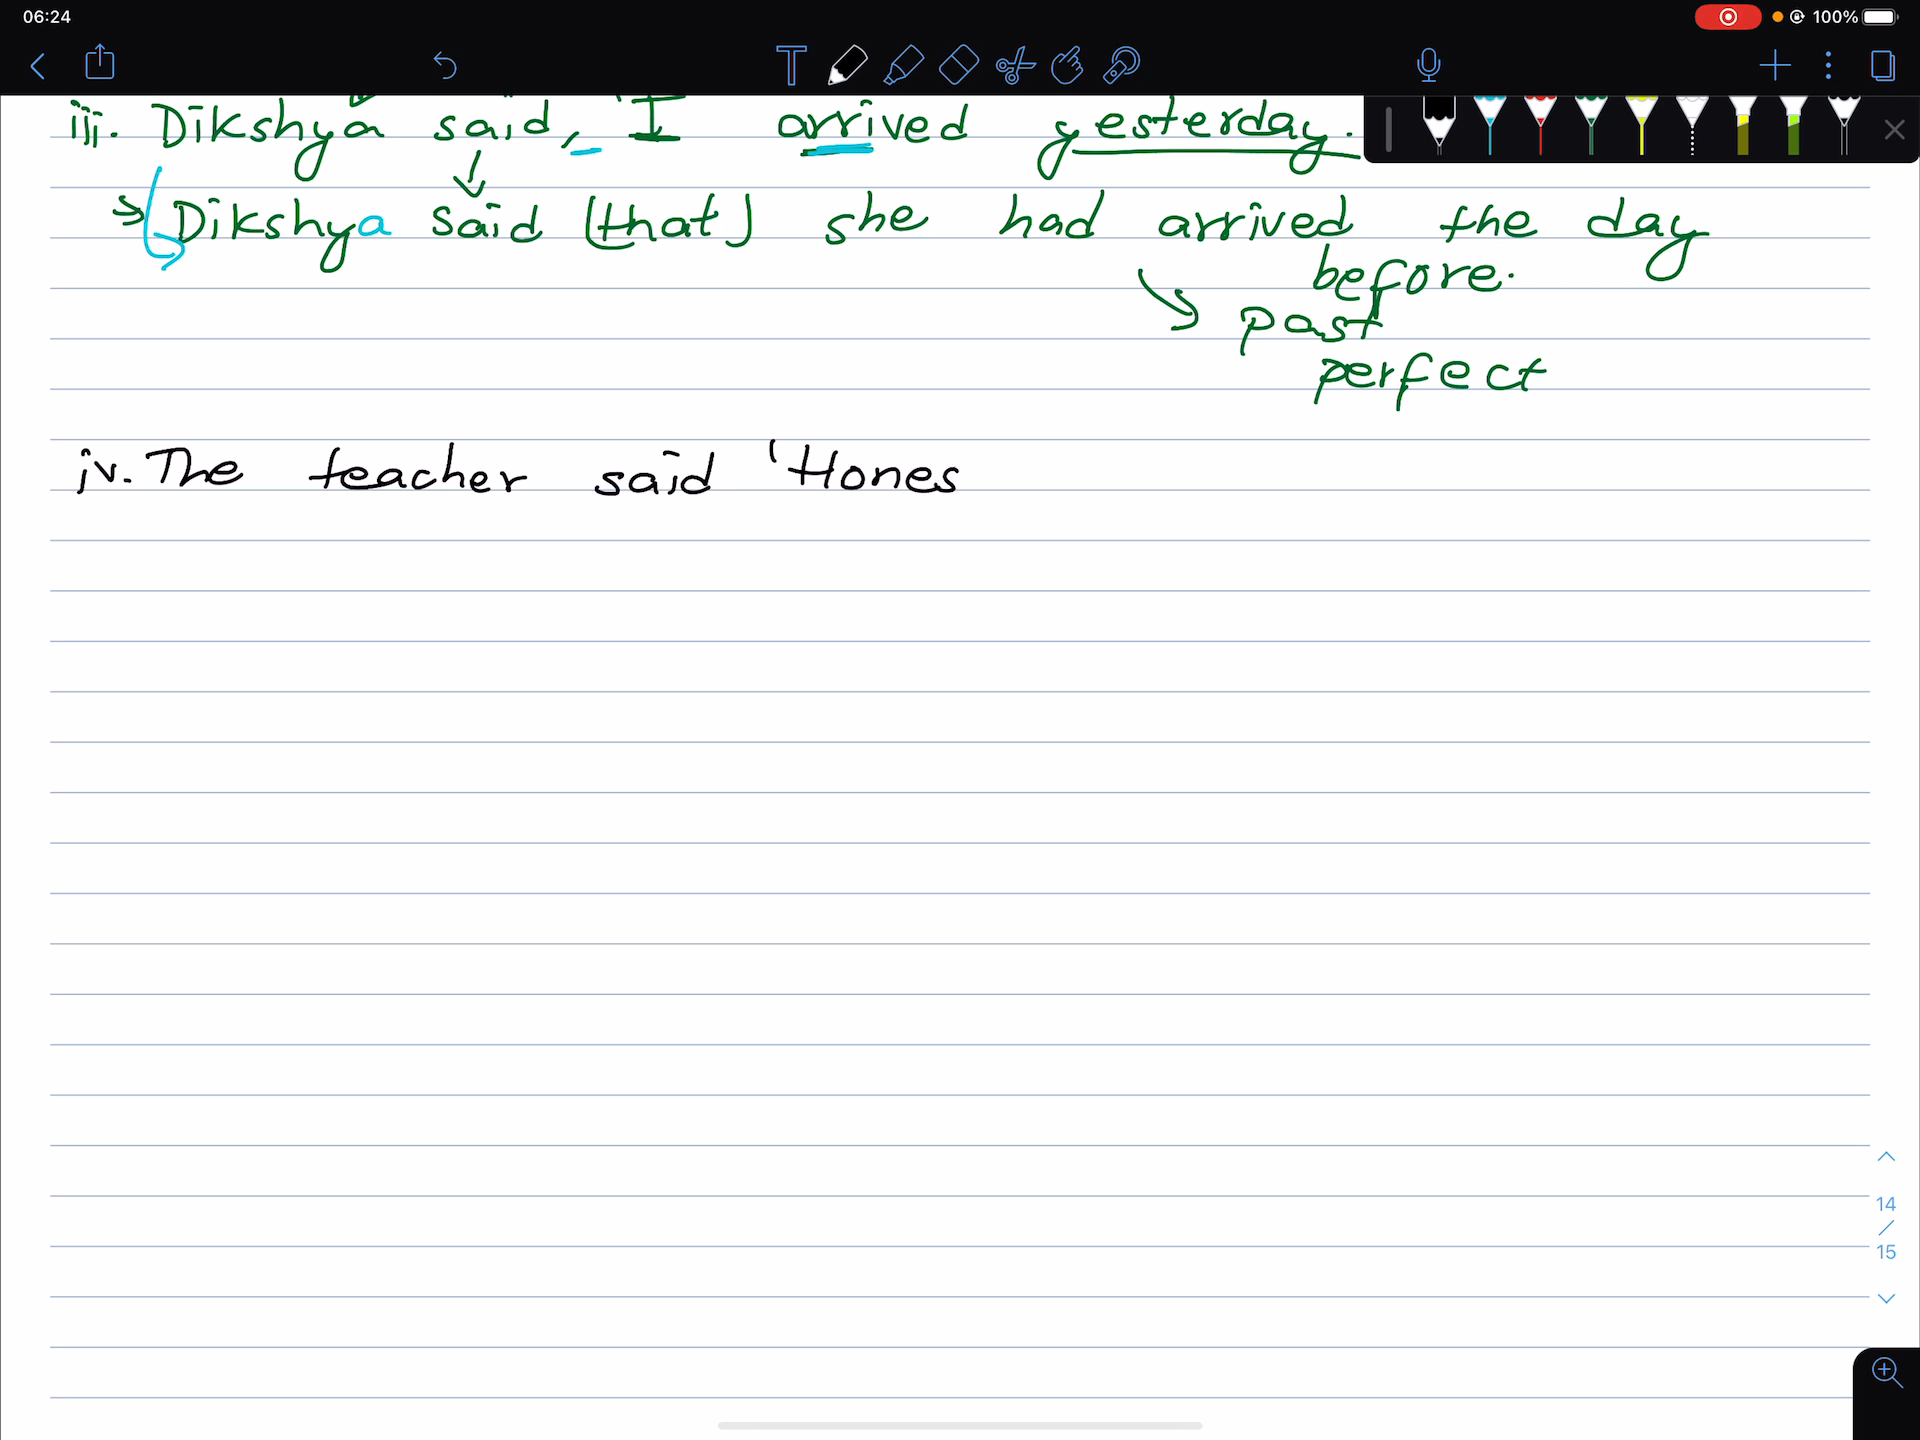 06:24
100%
iii. Dikshya said, 'I arrived yesterday.
→ Dikshya said (that) she had arrived the day
before.
↘ past
perfect
iv. The teacher said 'Hones
14
/
15